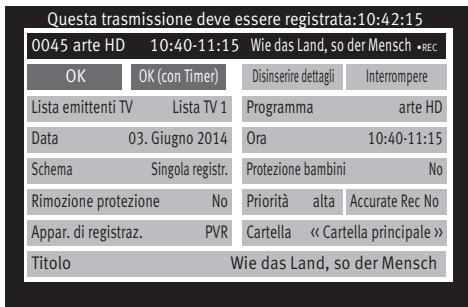 Questa trasmissione deve essere registrata:10:42:15
0045 arte HD 10:40-11:15 Wie das Land, so der Mensch •REC
OK OK (con Timer) Disinserire dettagli Interrompere
Lista emittenti TV Lista TV 1 Programma arte HD
Data 03. Giugno 2014 Ora 10:40-11:15
Schema Singola registr. Protezione bambini No
Rimozione protezione No Priorità alta Accurate Rec No
Appar. di registraz. PVR Cartella « Cartella principale »
Titolo Wie das Land, so der Mensch